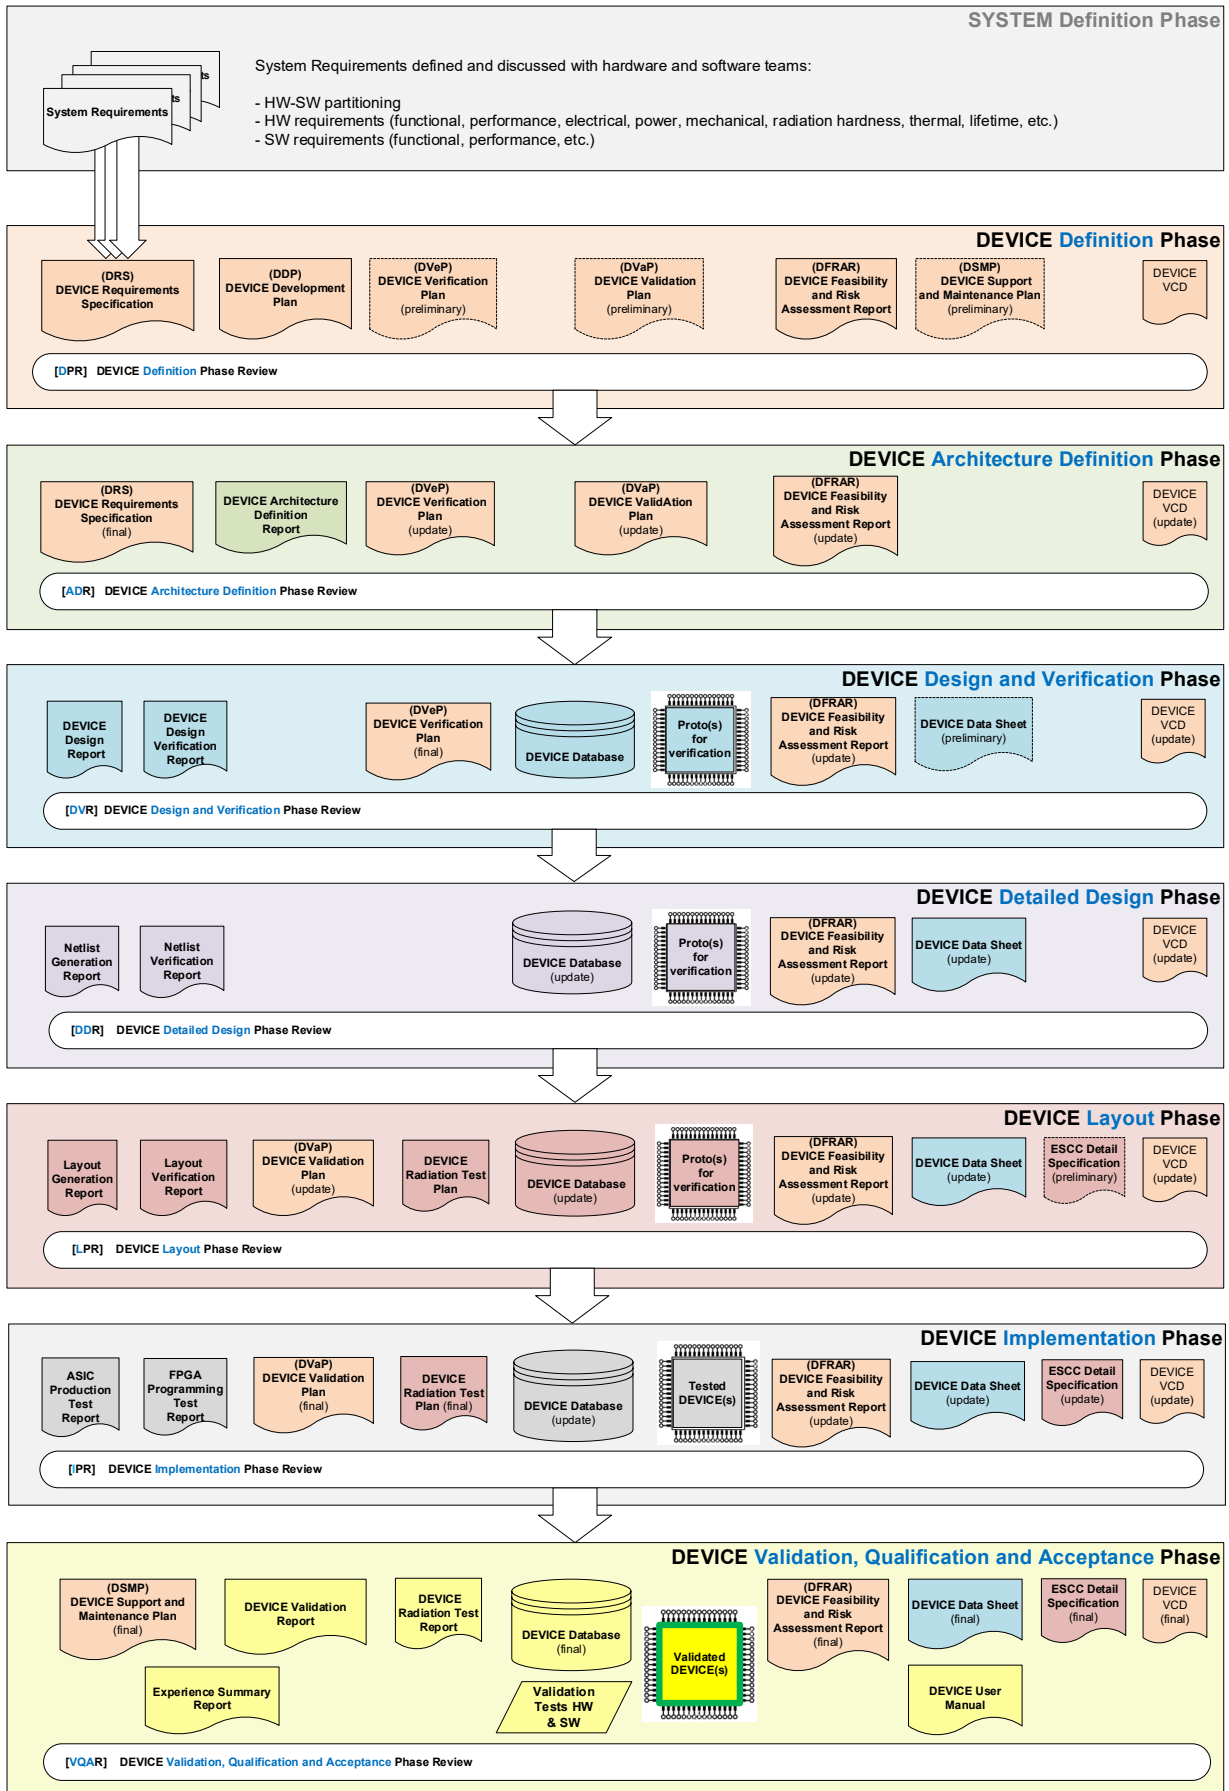 SYSTEM Definition Phase
ts
ts
System Requirements
System Requirements defined and discussed with hardware and software teams:
- HW-SW partitioning
- HW requirements (functional, performance, electrical, power, mechanical, radiation hardness, thermal, lifetime, etc.)
- SW requirements (functional, performance, etc.)
DEVICE Definition Phase
(DRS)
DEVICE Requirements
Specification
(DDP)
DEVICE Development
Plan
(DVeP)
DEVICE Verification
Plan
(preliminary)
(DVaP)
DEVICE Validation
Plan
(preliminary)
(DFRAR)
DEVICE Feasibility
and Risk
Assessment Report
(DSMP)
DEVICE Support
and Maintenance Plan
(preliminary)
DEVICE
VCD
[DPR] DEVICE Definition Phase Review
DEVICE Architecture Definition Phase
(DRS)
DEVICE Requirements
Specification
(final)
DEVICE Architecture
Definition
Report
(DVeP)
DEVICE Verification
Plan
(update)
(DVaP)
DEVICE ValidAtion
Plan
(update)
(DFRAR)
DEVICE Feasibility
and Risk
Assessment Report
(update)
DEVICE
VCD
(update)
[ADR] DEVICE Architecture Definition Phase Review
DEVICE Design and Verification Phase
DEVICE
Design
Report
DEVICE
Design
Verification
Report
(DVeP)
DEVICE Verification
Plan
(final)
DEVICE Database
Proto(s)
for
verification
(DFRAR)
DEVICE Feasibility
and Risk
Assessment Report
(update)
DEVICE Data Sheet
(preliminary)
DEVICE
VCD
(update)
[DVR] DEVICE Design and Verification Phase Review
DEVICE Detailed Design Phase
Netlist
Generation
Report
Netlist
Verification
Report
DEVICE Database
(update)
Proto(s)
for
verification
(DFRAR)
DEVICE Feasibility
and Risk
Assessment Report
(update)
DEVICE Data Sheet
(update)
DEVICE
VCD
(update)
[DDR] DEVICE Detailed Design Phase Review
DEVICE Layout Phase
Layout
Generation
Report
Layout
Verification
Report
(DVaP)
DEVICE Validation
Plan
(update)
DEVICE
Radiation Test
Plan
DEVICE Database
(update)
Proto(s)
for
verification
(DFRAR)
DEVICE Feasibility
and Risk
Assessment Report
(update)
DEVICE Data Sheet
(update)
ESCC Detail
Specification
(preliminary)
DEVICE
VCD
(update)
[LPR] DEVICE Layout Phase Review
DEVICE Implementation Phase
ASIC
Production
Test
Report
FPGA
Programming
Test
Report
(DVaP)
DEVICE Validation
Plan
(final)
DEVICE
Radiation Test
Plan (final)
DEVICE Database
(update)
Tested
DEVICE(s)
(DFRAR)
DEVICE Feasibility
and Risk
Assessment Report
(update)
DEVICE Data Sheet
(update)
ESCC Detail
Specification
(update)
DEVICE
VCD
(update)
[IPR] DEVICE Implementation Phase Review
DEVICE Validation, Qualification and Acceptance Phase
(DSMP)
DEVICE Support and
Maintenance Plan
(final)
DEVICE Validation
Report
DEVICE
Radiation Test
Report
DEVICE Database
(final)
Validated
DEVICE(s)
(DFRAR)
DEVICE Feasibility
and Risk
Assessment Report
(final)
DEVICE Data Sheet
(final)
ESCC Detail
Specification
(final)
DEVICE
VCD
(final)
Experience Summary
Report
Validation
Tests HW
& SW
DEVICE User
Manual
[VQAR] DEVICE Validation, Qualification and Acceptance Phase Review